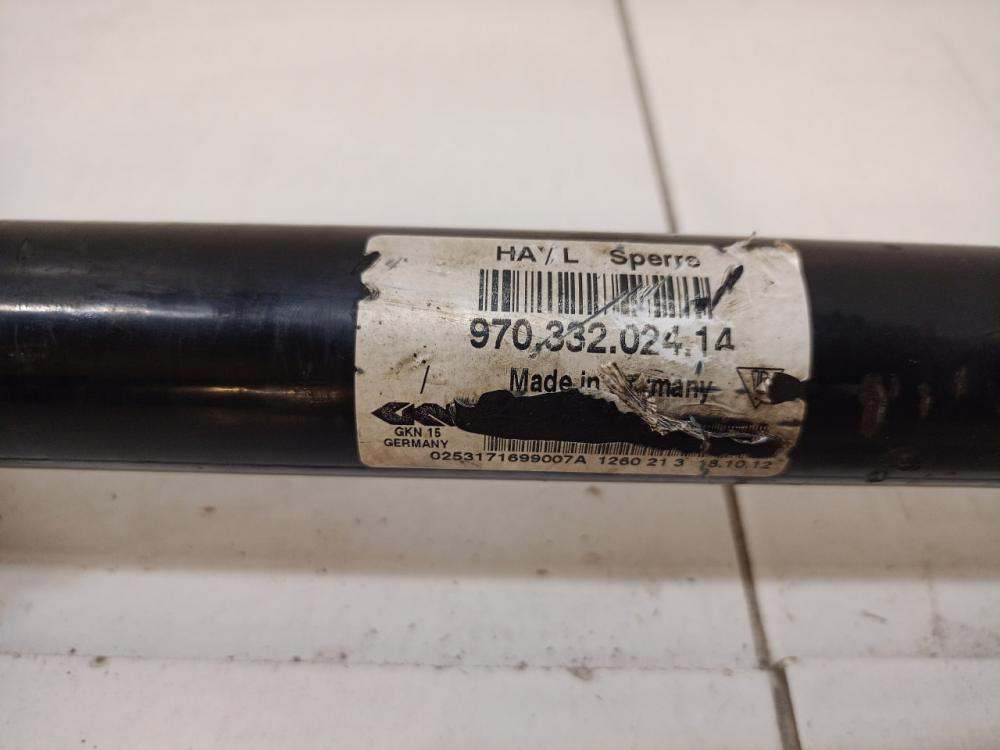 HA / L Sperre
970.332.024.14
Made in Germany
GKN
GKN 15
GERMANY
0253171699007A 1260 21 3 18.10.12